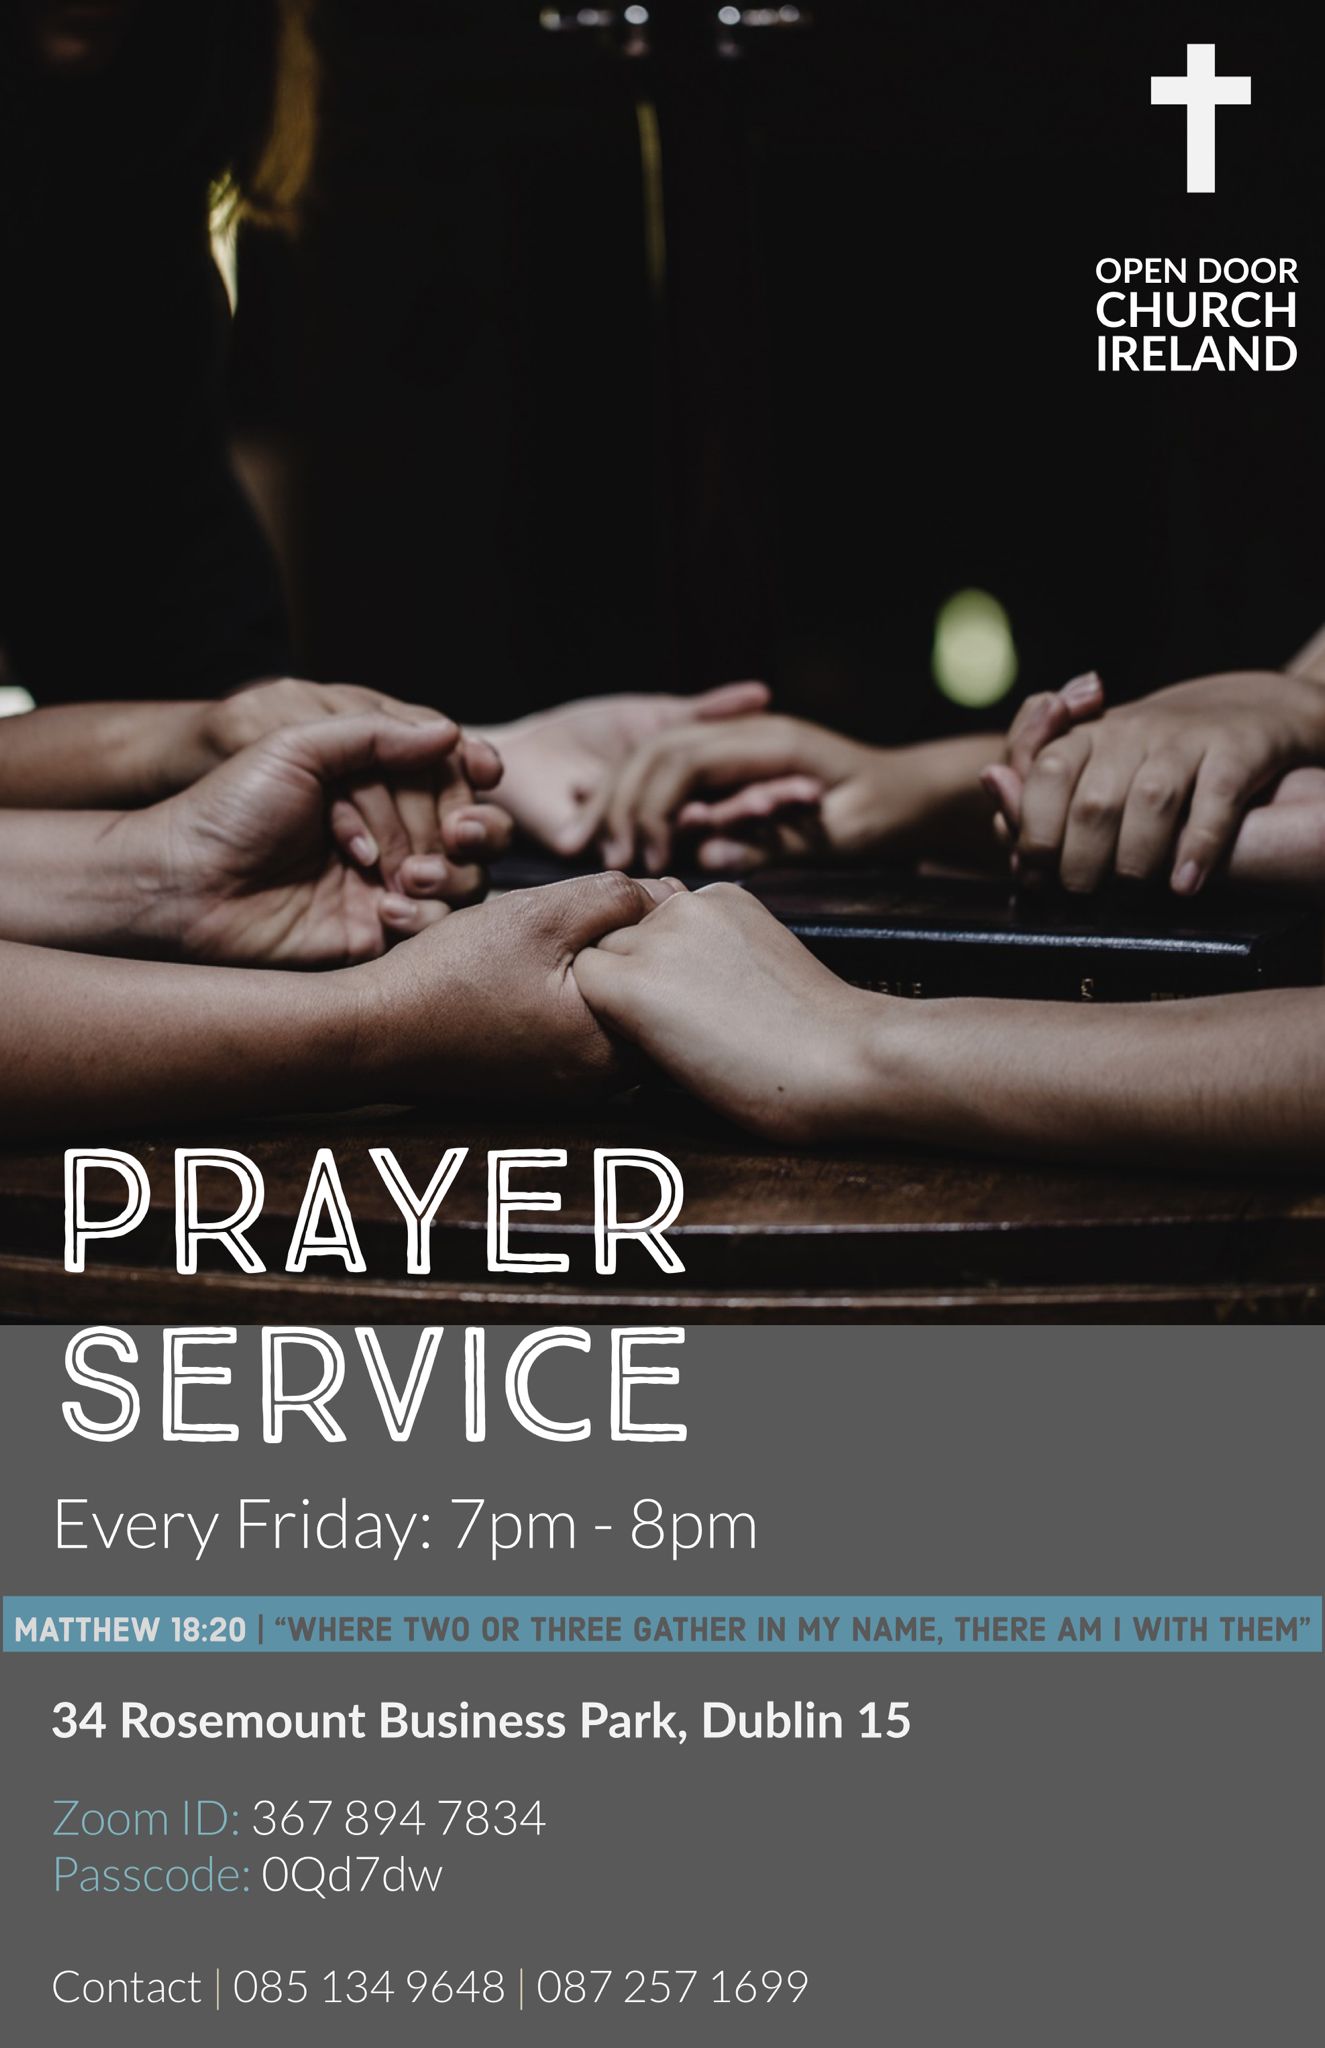 OPEN DOOR
CHURCH
IRELAND
BIBLE
PRAYER
SERVICE
Every Friday: 7pm - 8pm
MATTHEW 18:20 | “WHERE TWO OR THREE GATHER IN MY NAME, THERE AM I WITH THEM”
34 Rosemount Business Park, Dublin 15
Zoom ID: 367 894 7834
Passcode: 0Qd7dw
Contact | 085 134 9648 | 087 257 1699